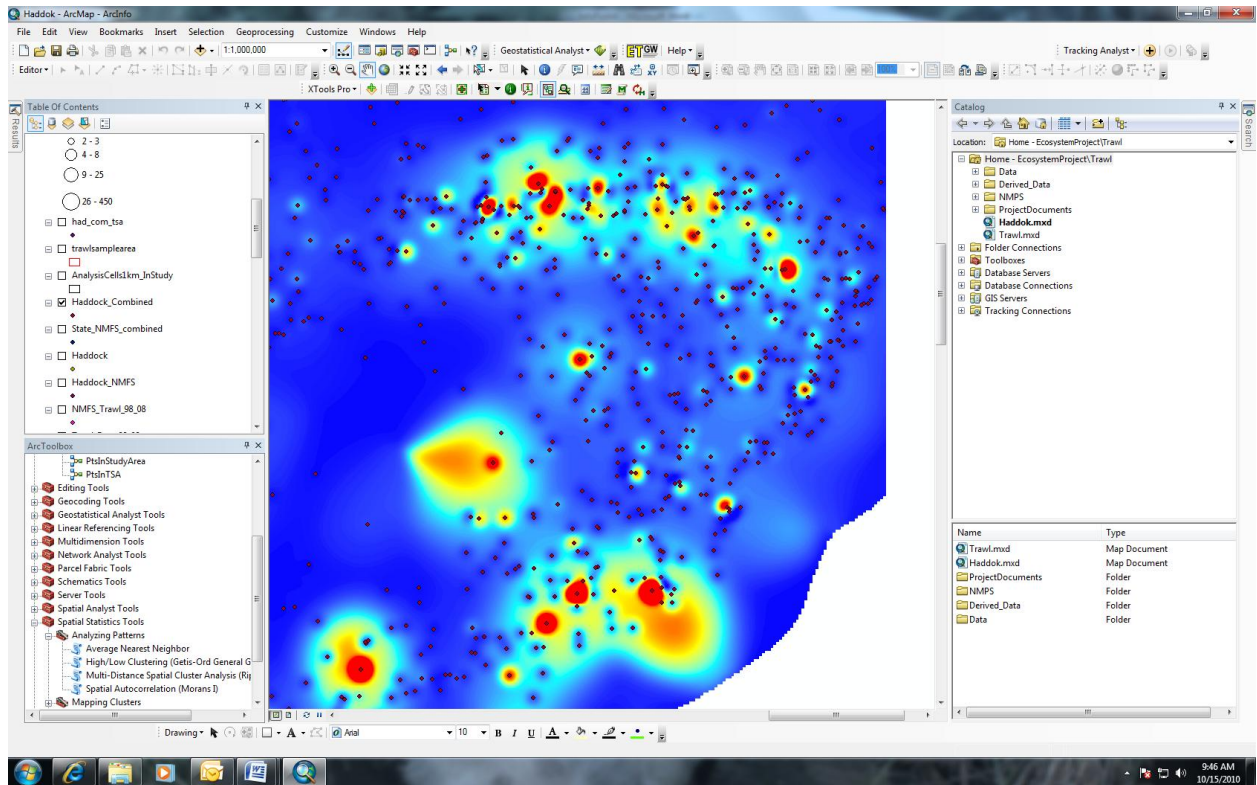 Haddok - ArcMap - ArcInfo
File Edit View Bookmarks Insert Selection Geoprocessing Customize Windows Help
1:1,000,000
Geostatistical Analyst
ET GW
Help
Tracking Analyst
Editor
100%
XTools Pro
Table Of Contents
2 - 3
4 - 8
9 - 25
26 - 450
had_com_tsa
trawlsamplearea
AnalysisCells1km_InStudy
Haddock_Combined
State_NMFS_combined
Haddock
Haddock_NMFS
NMFS_Trawl_98_08
Results
ArcToolbox
PtsInStudyArea
PtsInTSA
Editing Tools
Geocoding Tools
Geostatistical Analyst Tools
Linear Referencing Tools
Multidimension Tools
Network Analyst Tools
Parcel Fabric Tools
Schematics Tools
Server Tools
Spatial Analyst Tools
Spatial Statistics Tools
Analyzing Patterns
Average Nearest Neighbor
High/Low Clustering (Getis-Ord General G
Multi-Distance Spatial Cluster Analysis (Rip
Spatial Autocorrelation (Morans I)
Mapping Clusters
Catalog
Location: Home - EcosystemProject\Trawl
Home - EcosystemProject\Trawl
Data
Derived_Data
NMPS
ProjectDocuments
Haddok.mxd
Trawl.mxd
Folder Connections
Toolboxes
Database Servers
Database Connections
GIS Servers
Tracking Connections
Search
Name Type
Trawl.mxd Map Document
Haddok.mxd Map Document
ProjectDocuments Folder
NMPS Folder
Derived_Data Folder
Data Folder
Drawing
A
Arial
10
B I U A
9:46 AM
10/15/2010